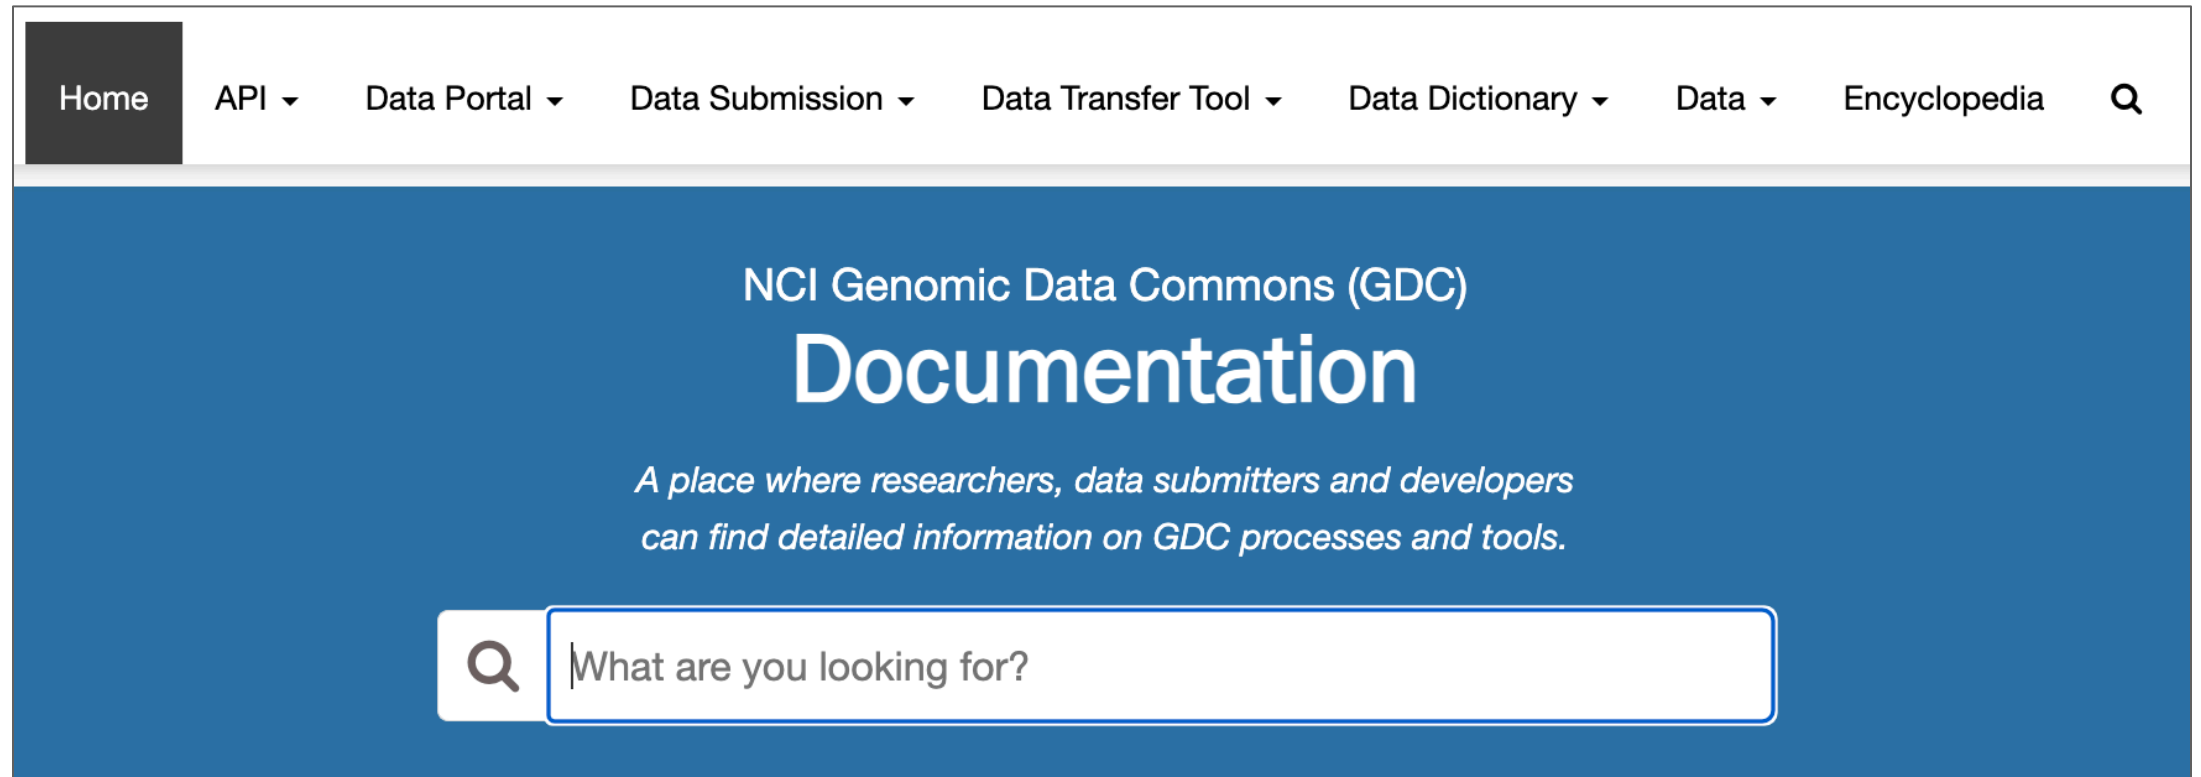 Home API Data Portal Data Submission Data Transfer Tool Data Dictionary Data Encyclopedia
NCI Genomic Data Commons (GDC)
Documentation
A place where researchers, data submitters and developers
can find detailed information on GDC processes and tools.
What are you looking for?